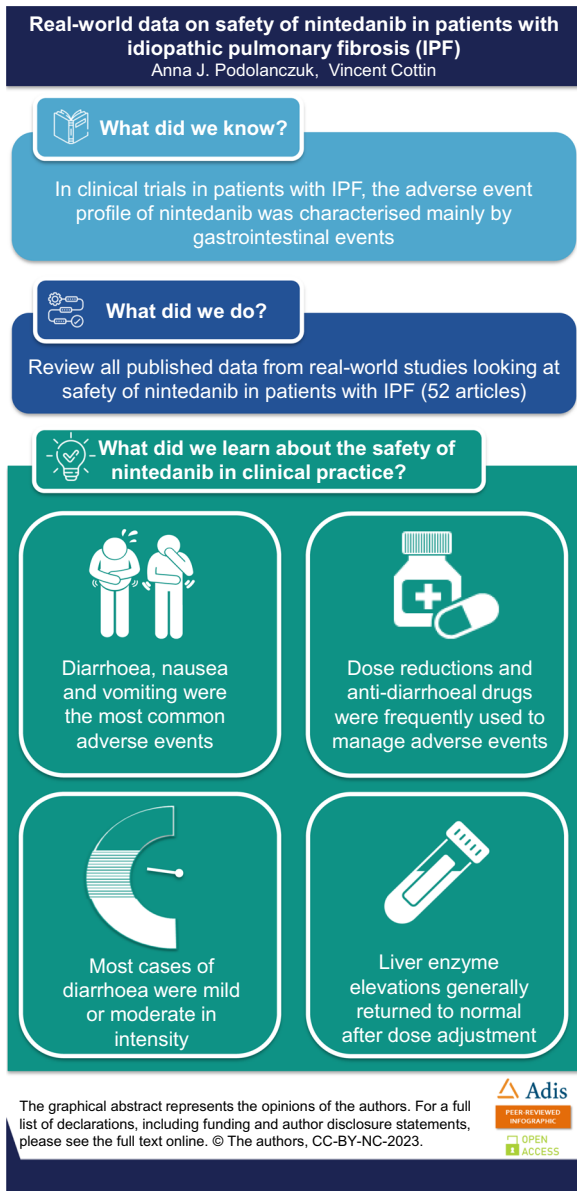 Real-world data on safety of nintedanib in patients with
idiopathic pulmonary fibrosis (IPF)
Anna J. Podolanczuk, Vincent Cottin
What did we know?
In clinical trials in patients with IPF, the adverse event
profile of nintedanib was characterised mainly by
gastrointestinal events
What did we do?
Review all published data from real-world studies looking at
safety of nintedanib in patients with IPF (52 articles)
What did we learn about the safety of
nintedanib in clinical practice?
Diarrhoea, nausea
and vomiting were
the most common
adverse events
Dose reductions and
anti-diarrhoeal drugs
were frequently used to
manage adverse events
Most cases of
diarrhoea were mild
or moderate in
intensity
Liver enzyme
elevations generally
returned to normal
after dose adjustment
The graphical abstract represents the opinions of the authors. For a full
list of declarations, including funding and author disclosure statements,
please see the full text online. © The authors, CC-BY-NC-2023.
Adis
PEER-REVIEWED
INFOGRAPHIC
OPEN
ACCESS